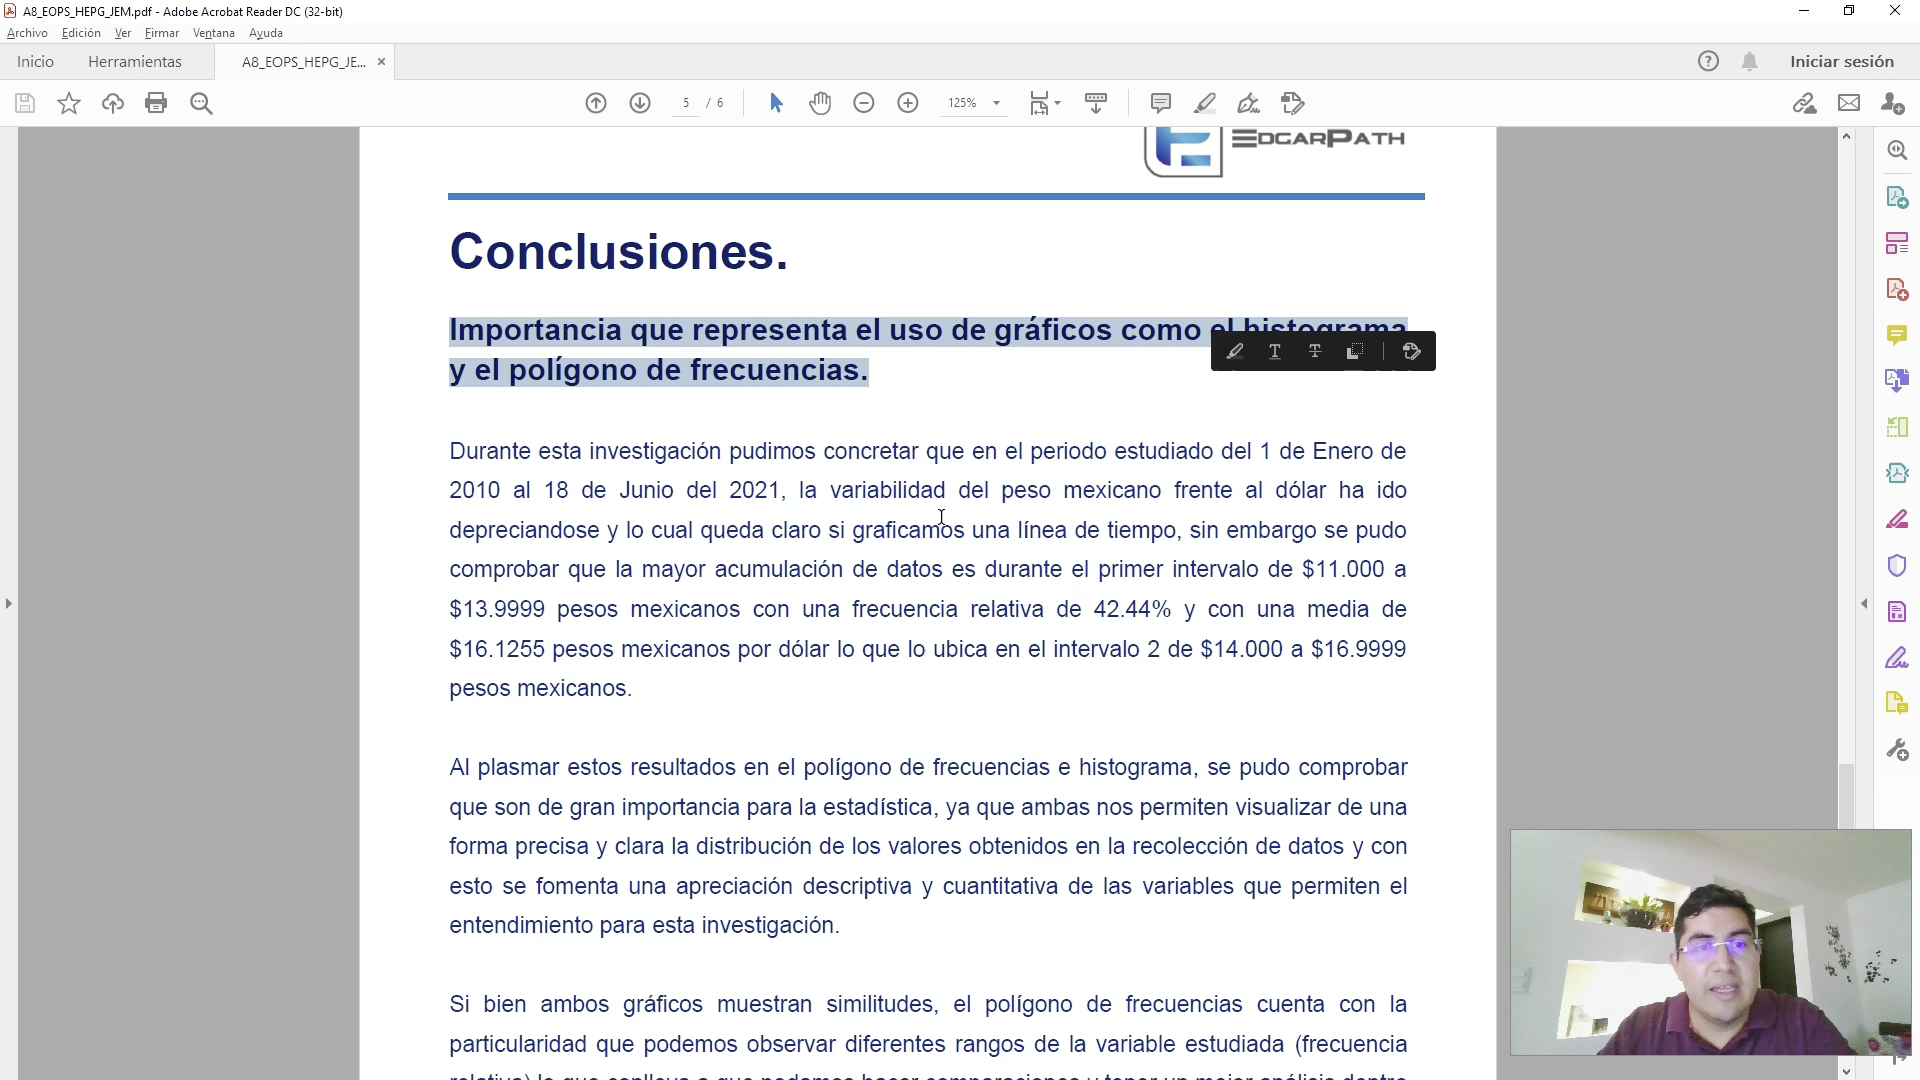 A8_EOPS_HEPG_JEM.pdf - Adobe Acrobat Reader DC (32-bit)
Archivo Edición Ver Firmar Ventana Ayuda
Inicio Herramientas A8_EOPS_HEPG_JE... Iniciar sesión
5 / 6 125%
EDGARPATH
Conclusiones.
Importancia que representa el uso de gráficos como el histograma
y el polígono de frecuencias.
Durante esta investigación pudimos concretar que en el periodo estudiado del 1 de Enero de
2010 al 18 de Junio del 2021, la variabilidad del peso mexicano frente al dólar ha ido
depreciandose y lo cual queda claro si graficamos una línea de tiempo, sin embargo se pudo
comprobar que la mayor acumulación de datos es durante el primer intervalo de $11.000 a
$13.9999 pesos mexicanos con una frecuencia relativa de 42.44% y con una media de
$16.1255 pesos mexicanos por dólar lo que lo ubica en el intervalo 2 de $14.000 a $16.9999
pesos mexicanos.
Al plasmar estos resultados en el polígono de frecuencias e histograma, se pudo comprobar
que son de gran importancia para la estadística, ya que ambas nos permiten visualizar de una
forma precisa y clara la distribución de los valores obtenidos en la recolección de datos y con
esto se fomenta una apreciación descriptiva y cuantitativa de las variables que permiten el
entendimiento para esta investigación.
Si bien ambos gráficos muestran similitudes, el polígono de frecuencias cuenta con la
particularidad que podemos observar diferentes rangos de la variable estudiada (frecuencia